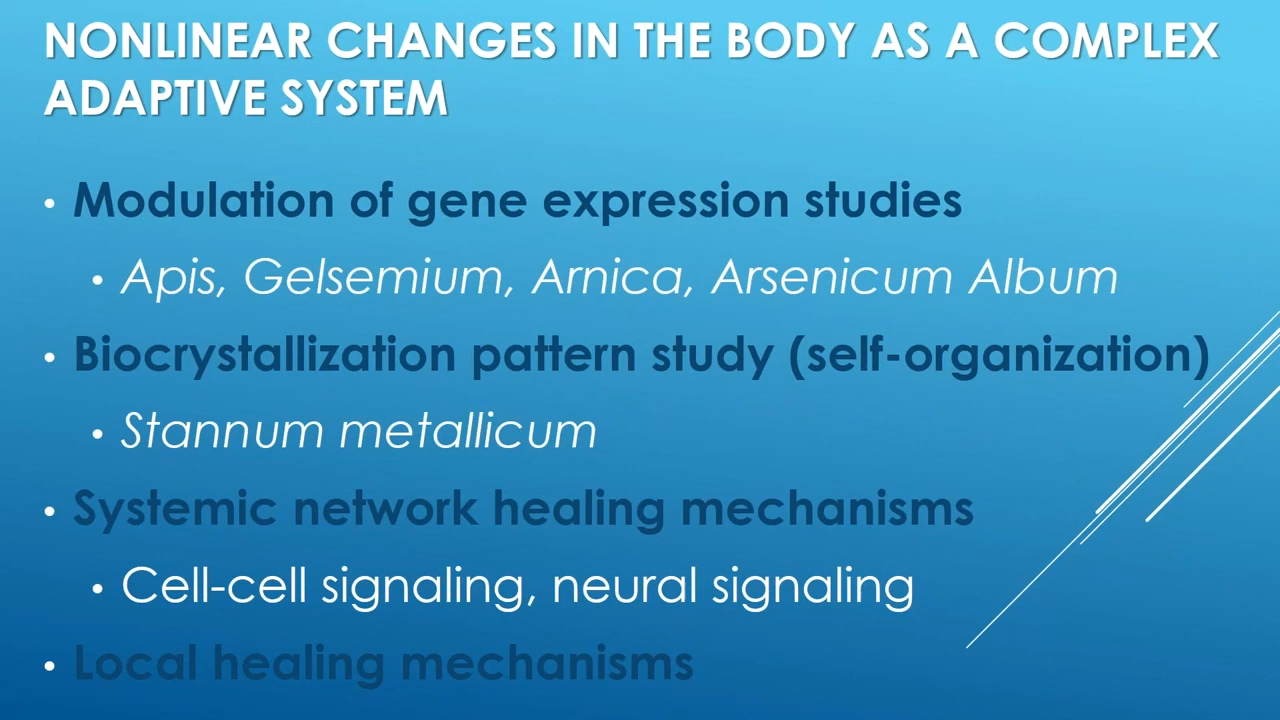 NONLINEAR CHANGES IN THE BODY AS A COMPLEX
ADAPTIVE SYSTEM
• Modulation of gene expression studies
• Apis, Gelsemium, Arnica, Arsenicum Album
• Biocrystallization pattern study (self-organization)
• Stannum metallicum
• Systemic network healing mechanisms
• Cell-cell signaling, neural signaling
• Local healing mechanisms